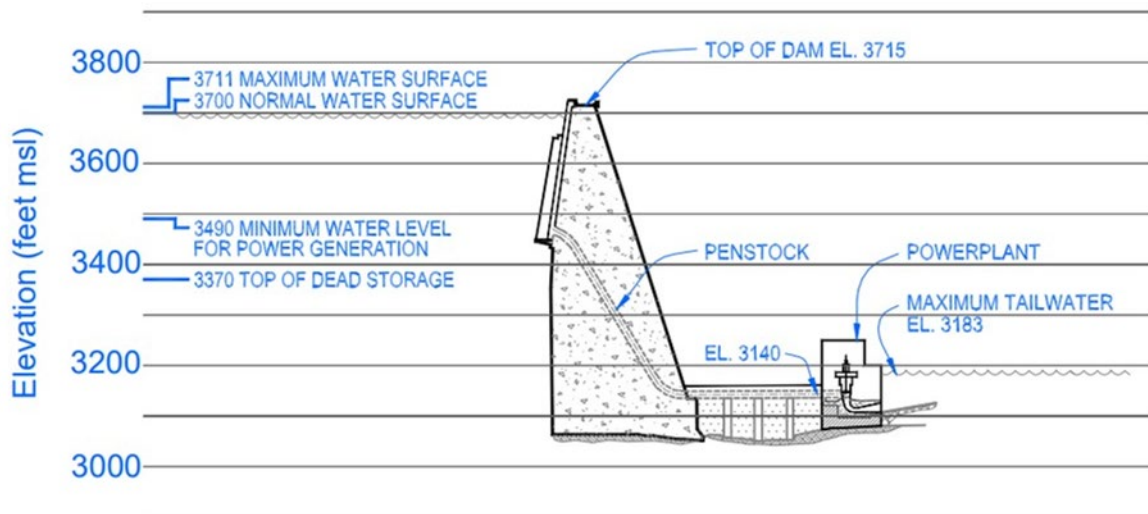 TOP OF DAM EL. 3715
3800
3711 MAXIMUM WATER SURFACE
3700 NORMAL WATER SURFACE
3600
3490 MINIMUM WATER LEVEL
FOR POWER GENERATION
3400
3370 TOP OF DEAD STORAGE
PENSTOCK
POWERPLANT
MAXIMUM TAILWATER
EL. 3183
EL. 3140
3200
3000
Elevation (feet msl)